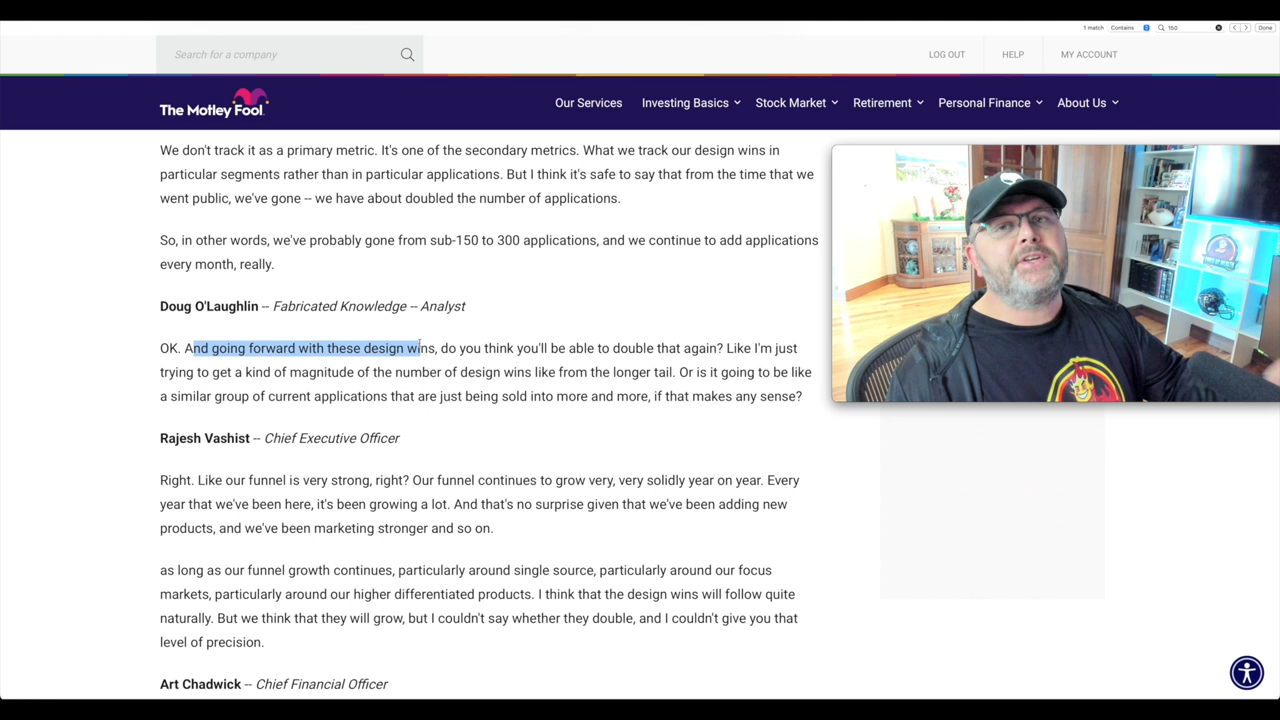 1 match Contains 150 Done
Search for a company
LOG OUT HELP MY ACCOUNT
The Motley Fool.
Our Services Investing Basics Stock Market Retirement Personal Finance About Us
We don't track it as a primary metric. It's one of the secondary metrics. What we track our design wins in
particular segments rather than in particular applications. But I think it's safe to say that from the time that we
went public, we've gone -- we have about doubled the number of applications.
So, in other words, we've probably gone from sub-150 to 300 applications, and we continue to add applications
every month, really.
Doug O'Laughlin -- Fabricated Knowledge -- Analyst
OK. And going forward with these design wins, do you think you'll be able to double that again? Like I'm just
trying to get a kind of magnitude of the number of design wins like from the longer tail. Or is it going to be like
a similar group of current applications that are just being sold into more and more, if that makes any sense?
Rajesh Vashist -- Chief Executive Officer
Right. Like our funnel is very strong, right? Our funnel continues to grow very, very solidly year on year. Every
year that we've been here, it's been growing a lot. And that's no surprise given that we've been adding new
products, and we've been marketing stronger and so on.
as long as our funnel growth continues, particularly around single source, particularly around our focus
markets, particularly around our higher differentiated products. I think that the design wins will follow quite
naturally. But we think that they will grow, but I couldn't say whether they double, and I couldn't give you that
level of precision.
Art Chadwick -- Chief Financial Officer